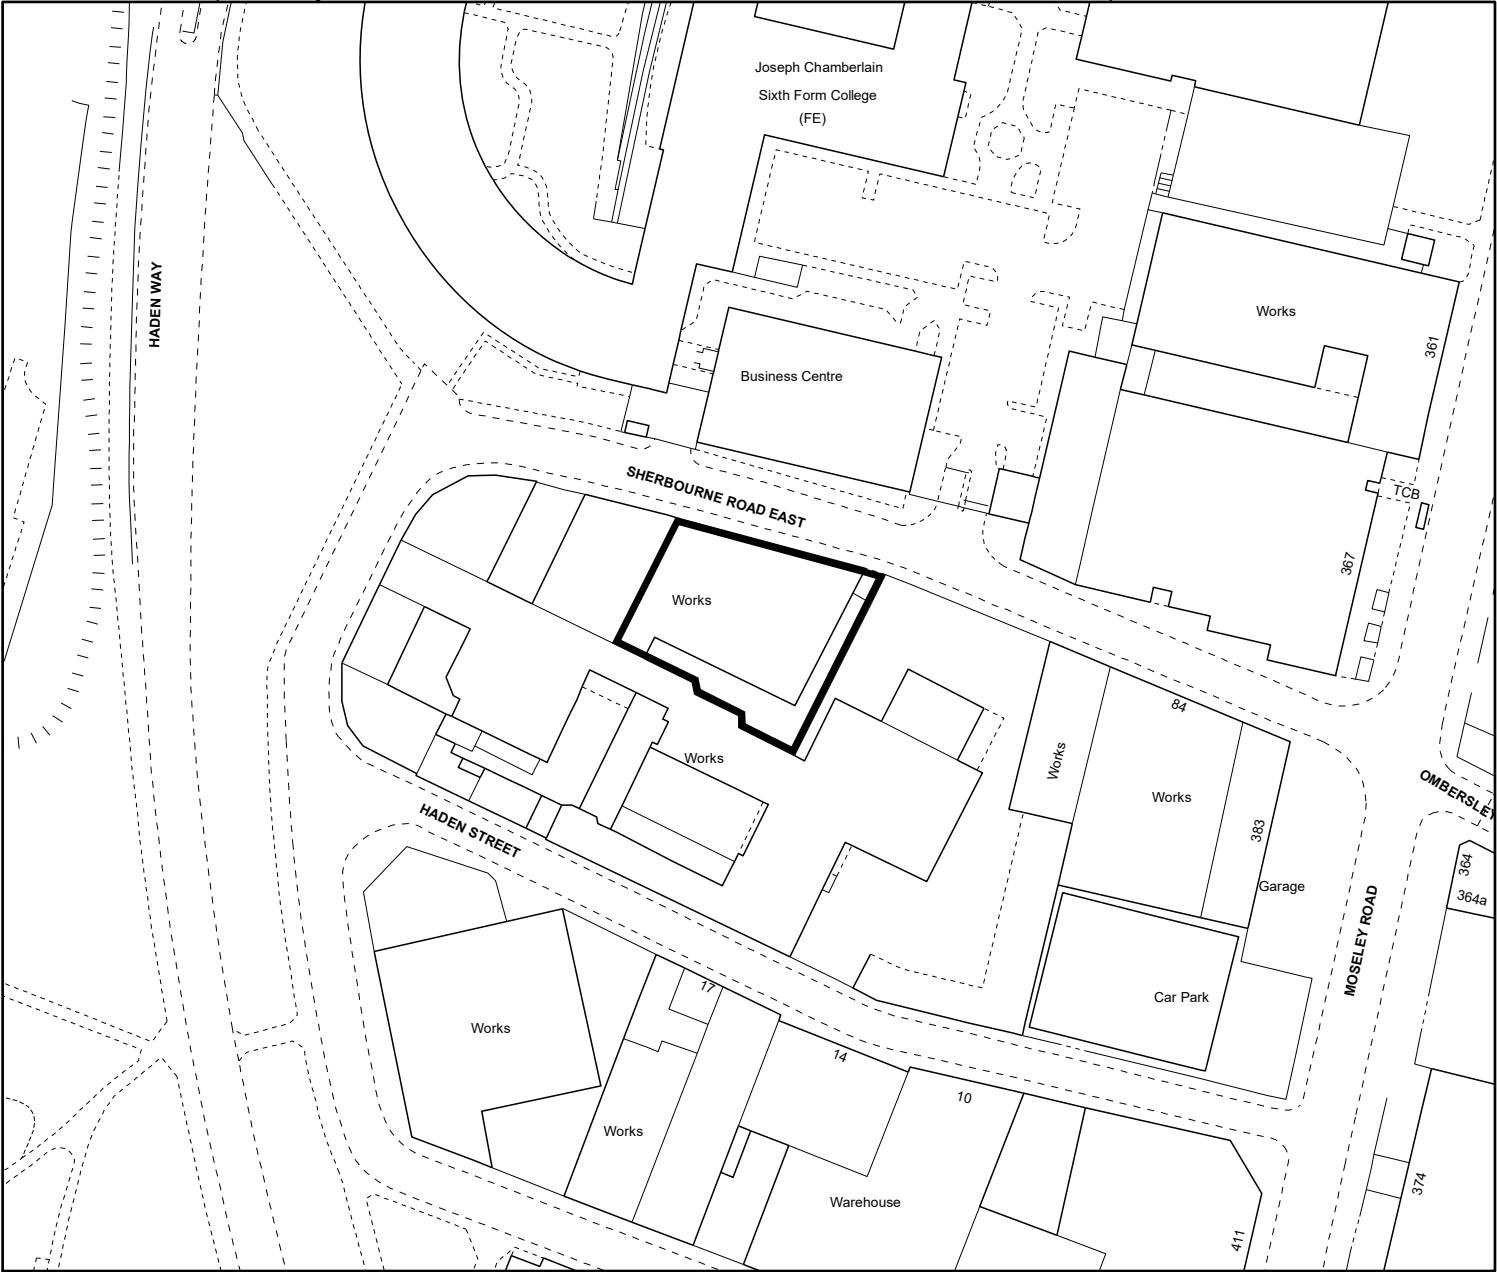 Joseph Chamberlain
Sixth Form College
(FE)
HADEN WAY
Works
361
Business Centre
SHERBOURNE ROAD EAST
TCB
367
Works
84
Works
Works
Works
OMBERSLEY
HADEN STREET
383
364
364a
Garage
MOSELEY ROAD
Car Park
17
Works
14
10
Works
Warehouse
374
411